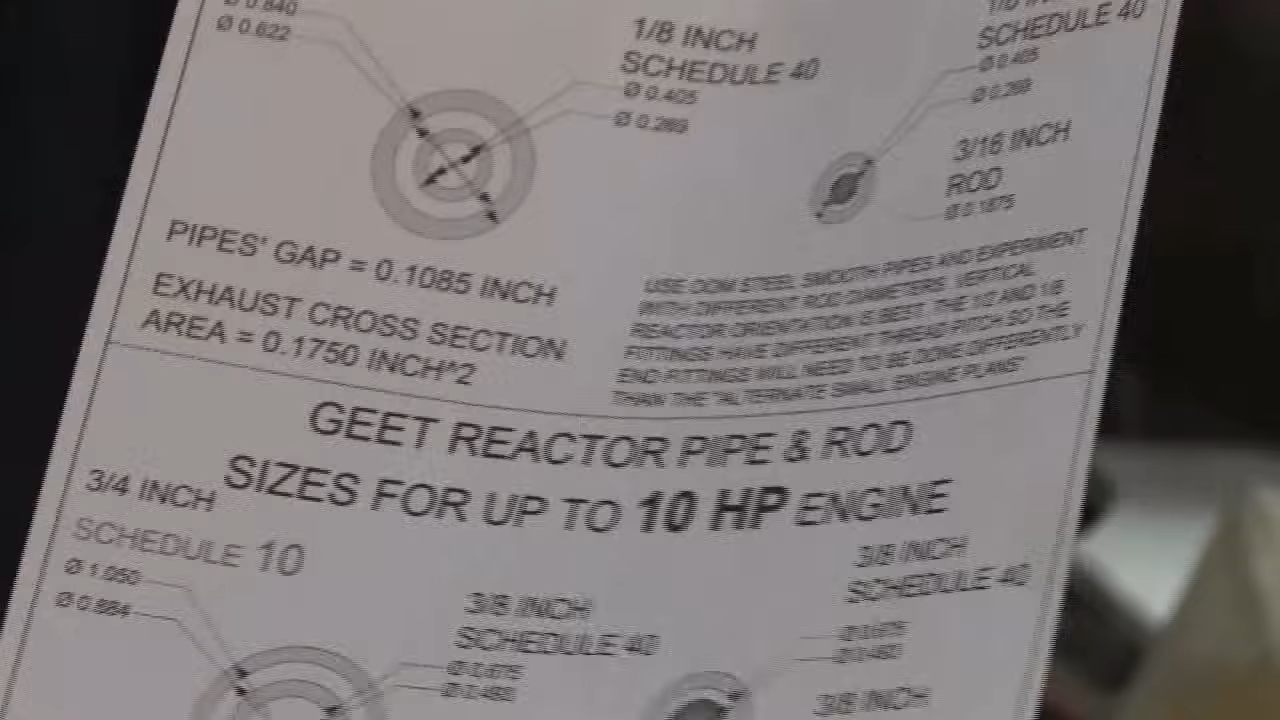 Ø 0.840
Ø 0.622
1/8 INCH
SCHEDULE 40
Ø 0.405
Ø 0.269
SCHEDULE 40
Ø 0.405
Ø 0.269
3/16 INCH
ROD
Ø 0.1875
PIPES' GAP = 0.1085 INCH
EXHAUST CROSS SECTION
AREA = 0.1750 INCH^2
USE DOM STEEL SMOOTH PIPES AND EXPERIMENT
WITH DIFFERENT ROD DIAMETERS. VERTICAL
REACTOR ORIENTATION IS BEST. THE 1/2 AND 1/8
FITTINGS HAVE DIFFERENT THREAD PITCH SO THE
END FITTINGS WILL NEED TO BE DONE DIFFERENTLY
THAN THE "ALTERNATE SMALL ENGINE PLANS"
GEET REACTOR PIPE & ROD
SIZES FOR UP TO 10 HP ENGINE
3/4 INCH
SCHEDULE 10
Ø 1.050
Ø 0.884
3/8 INCH
SCHEDULE 40
Ø 0.675
Ø 0.493
3/8 INCH
SCHEDULE 40
Ø 0.675
Ø 0.493
3/8 INCH